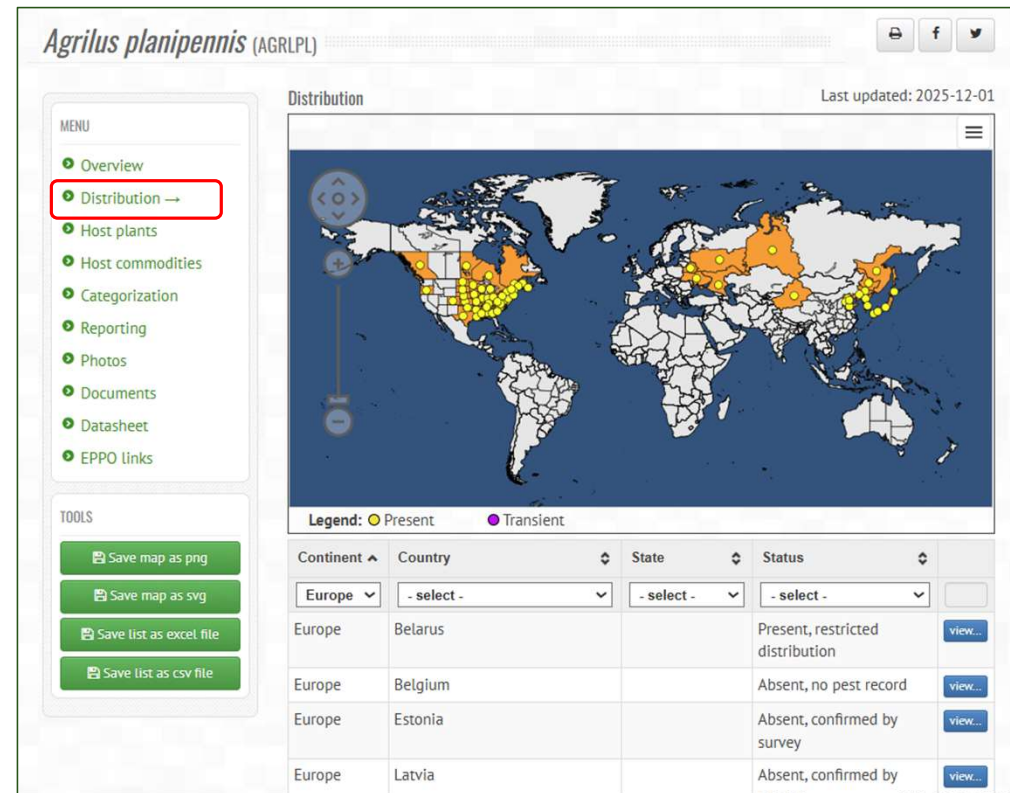 Agrilus planipennis (AGRLPL)
Distribution
Last updated: 2025-12-01
MENU
Overview
Distribution →
Host plants
Host commodities
Categorization
Reporting
Photos
Documents
Datasheet
EPPO links
TOOLS
Save map as png
Save map as svg
Save list as excel file
Save list as csv file
Legend: Present Transient
Continent Country State Status
Europe - select - - select - - select -
Europe Belarus Present, restricted distribution view...
Europe Belgium Absent, no pest record view...
Europe Estonia Absent, confirmed by survey view...
Europe Latvia Absent, confirmed by view...